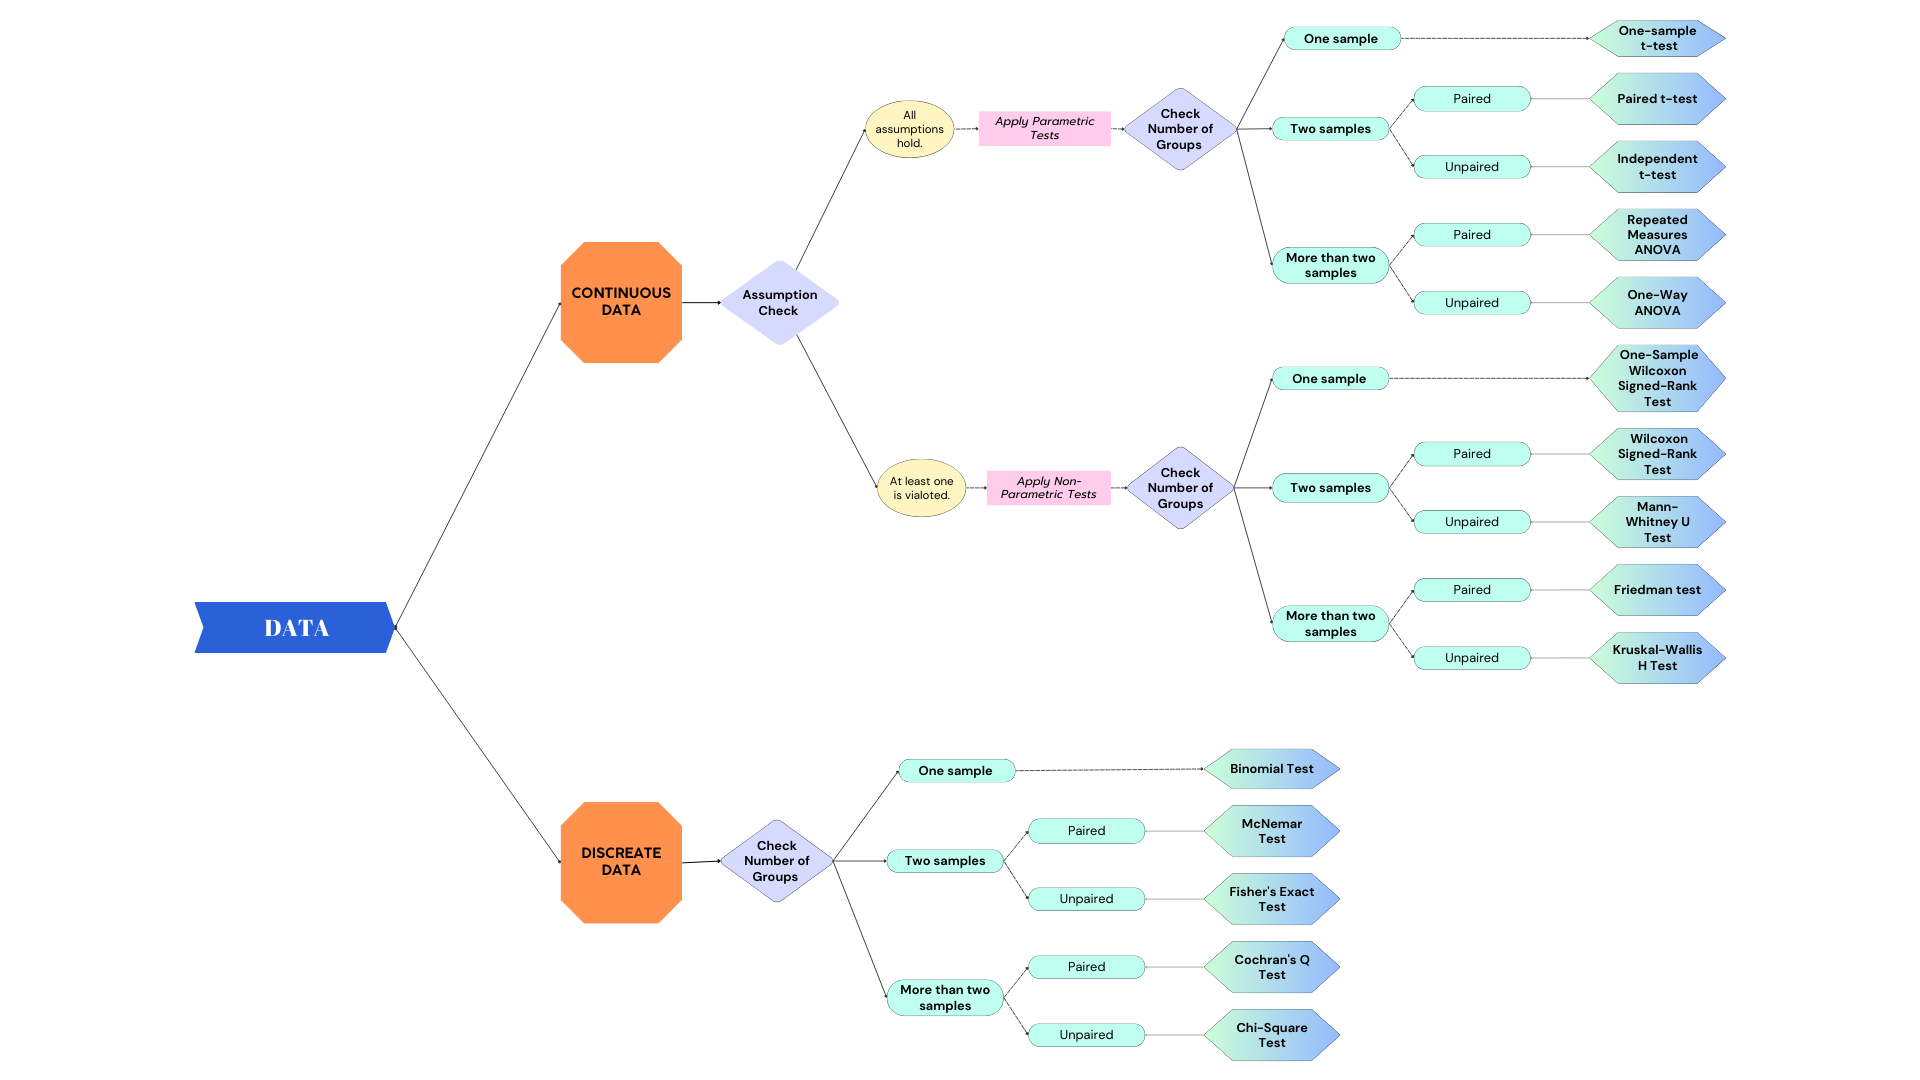 DATA
CONTINUOUS
DATA
Assumption
Check
All
assumptions
hold.
Apply Parametric
Tests
Check
Number of
Groups
One sample
One-sample
t-test
Two samples
Paired
Paired t-test
Unpaired
Independent
t-test
More than two
samples
Paired
Repeated
Measures
ANOVA
Unpaired
One-Way
ANOVA
At least one
is vialoted.
Apply Non-
Parametric Tests
Check
Number of
Groups
One sample
One-Sample
Wilcoxon
Signed-Rank
Test
Two samples
Paired
Wilcoxon
Signed-Rank
Test
Unpaired
Mann-
Whitney U
Test
More than two
samples
Paired
Friedman test
Unpaired
Kruskal-Wallis
H Test
DISCREATE
DATA
Check
Number of
Groups
One sample
Binomial Test
Two samples
Paired
McNemar
Test
Unpaired
Fisher's Exact
Test
More than two
samples
Paired
Cochran's Q
Test
Unpaired
Chi-Square
Test